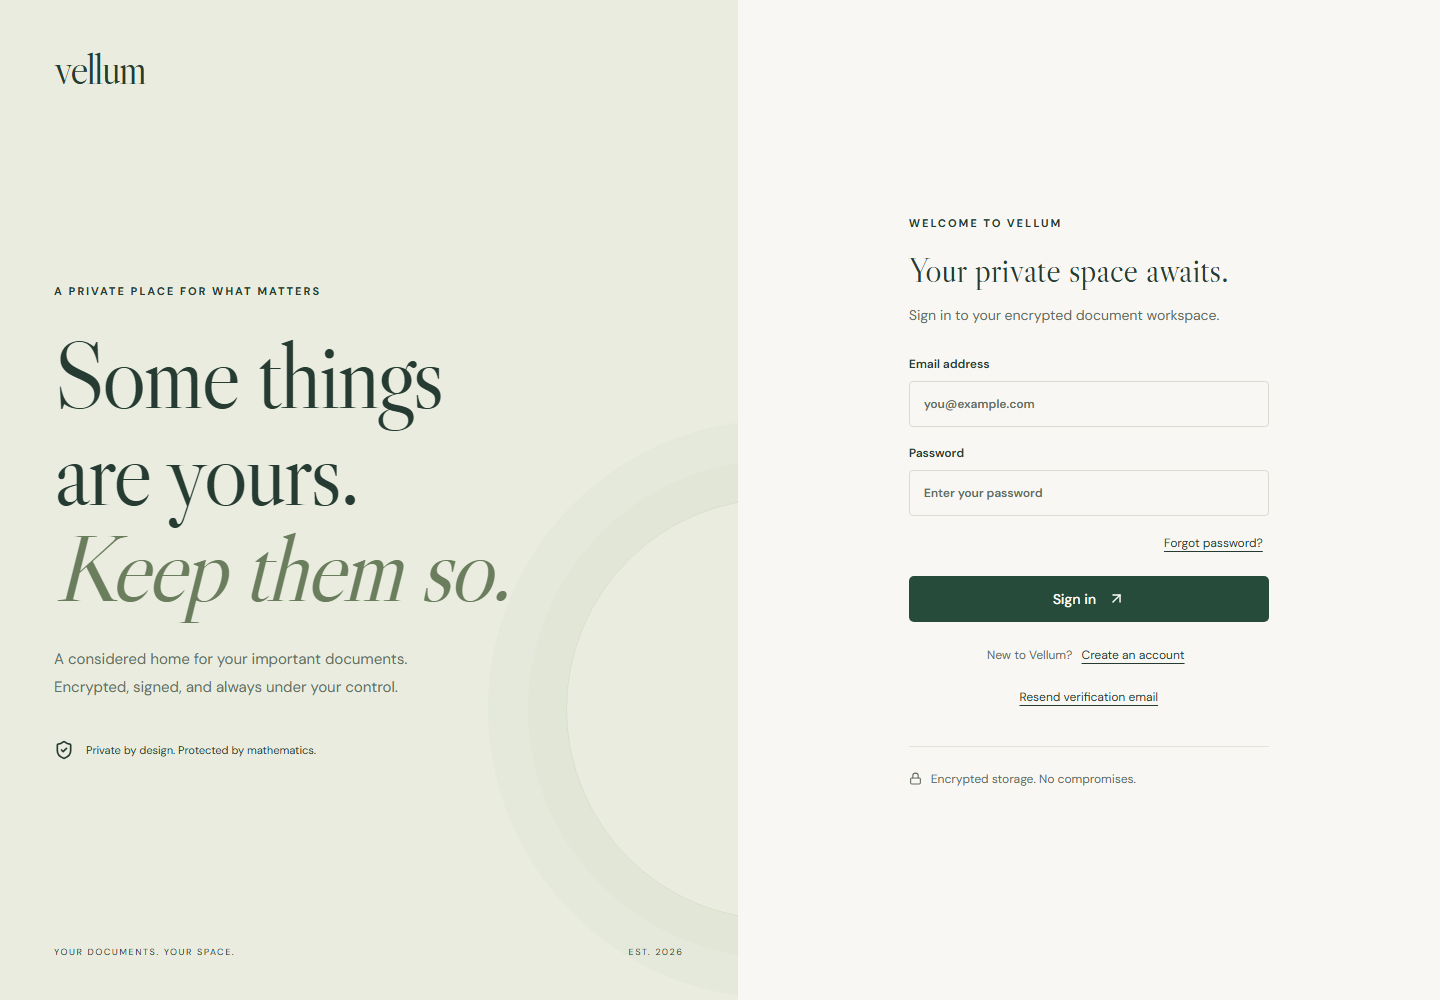 vellum
A PRIVATE PLACE FOR WHAT MATTERS
Some things
are yours.
Keep them so.
A considered home for your important documents.
Encrypted, signed, and always under your control.
Private by design. Protected by mathematics.
YOUR DOCUMENTS. YOUR SPACE.
EST. 2026
WELCOME TO VELLUM
Your private space awaits.
Sign in to your encrypted document workspace.
Email address
you@example.com
Password
Enter your password
Forgot password?
Sign in
New to Vellum? Create an account
Resend verification email
Encrypted storage. No compromises.